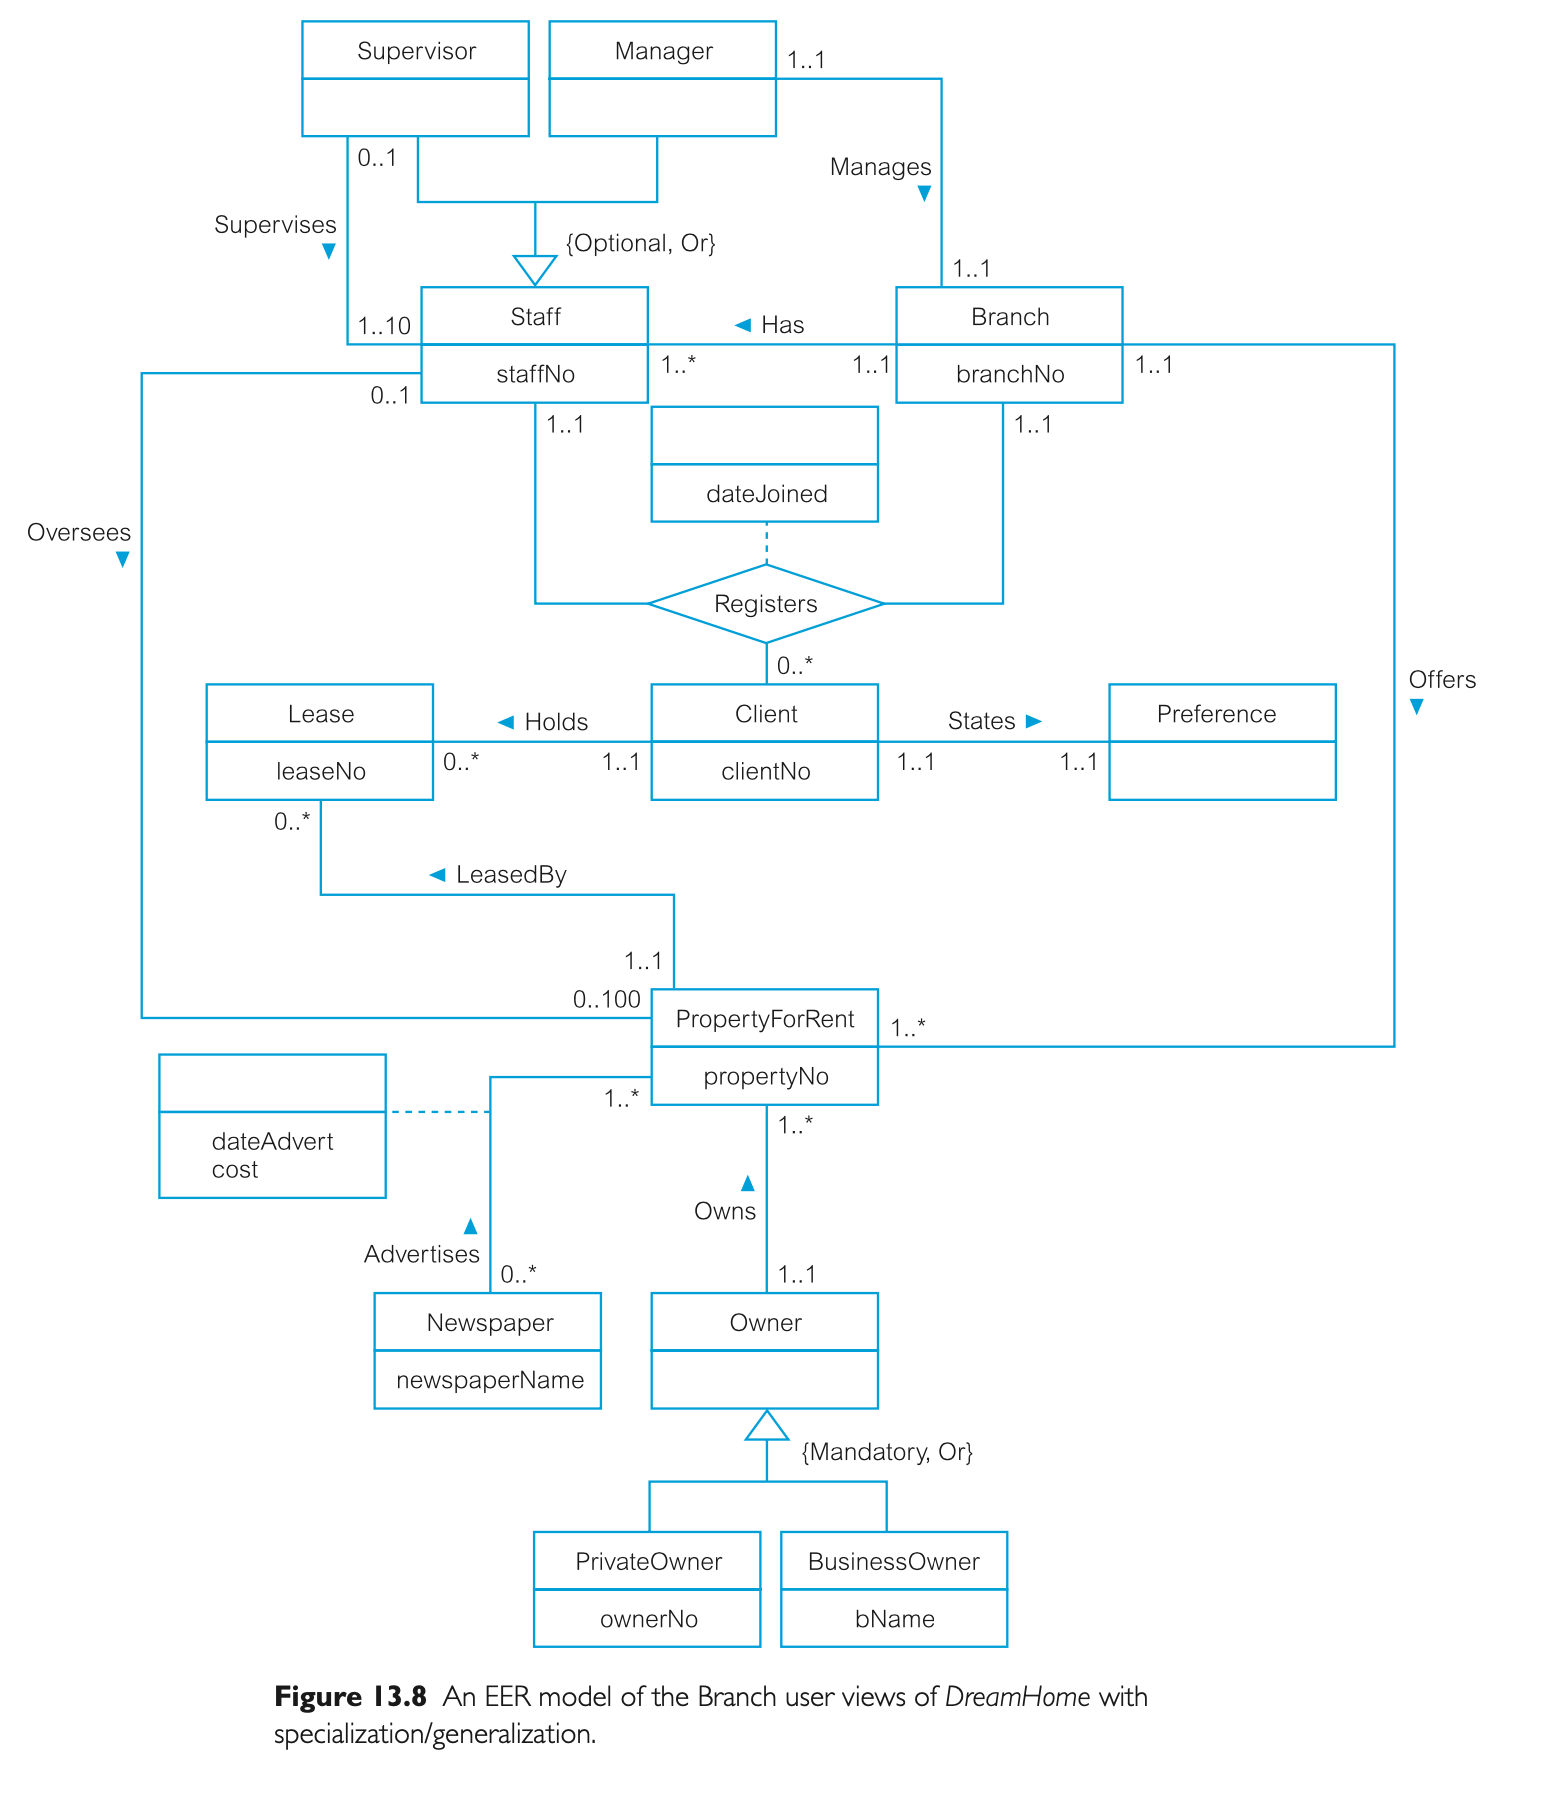 Supervisor
Manager
1..1
0..1
Manages
Supervises
{Optional, Or}
1..1
Staff
Branch
1..10
Has
staffNo
1..*
1..1
branchNo
1..1
0..1
1..1
1..1
dateJoined
Oversees
Registers
0..*
Offers
Lease
Holds
Client
States
Preference
leaseNo
0..*
1..1
clientNo
1..1
1..1
0..*
LeasedBy
1..1
0..100
PropertyForRent
1..*
propertyNo
1..*
1..*
dateAdvert
cost
Owns
Advertises
0..*
1..1
Newspaper
Owner
newspaperName
{Mandatory, Or}
PrivateOwner
BusinessOwner
ownerNo
bName
Figure 13.8 An EER model of the Branch user views of DreamHome with
specialization/generalization.